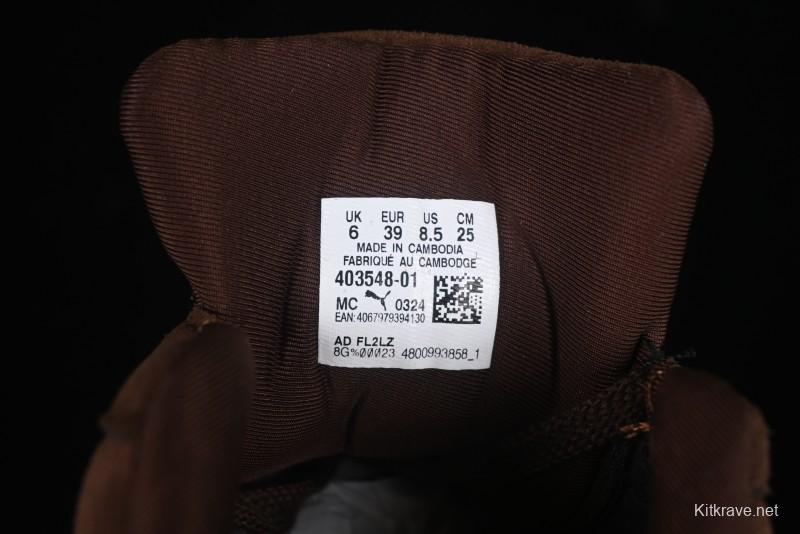 UK EUR US CM
6 39 8.5 25
MADE IN CAMBODIA
FABRIQUÉ AU CAMBODGE
403548-01
MC 0324
EAN:4067979394130
AD FL2LZ
8G%00023 4800993858_1
Kitkrave.net